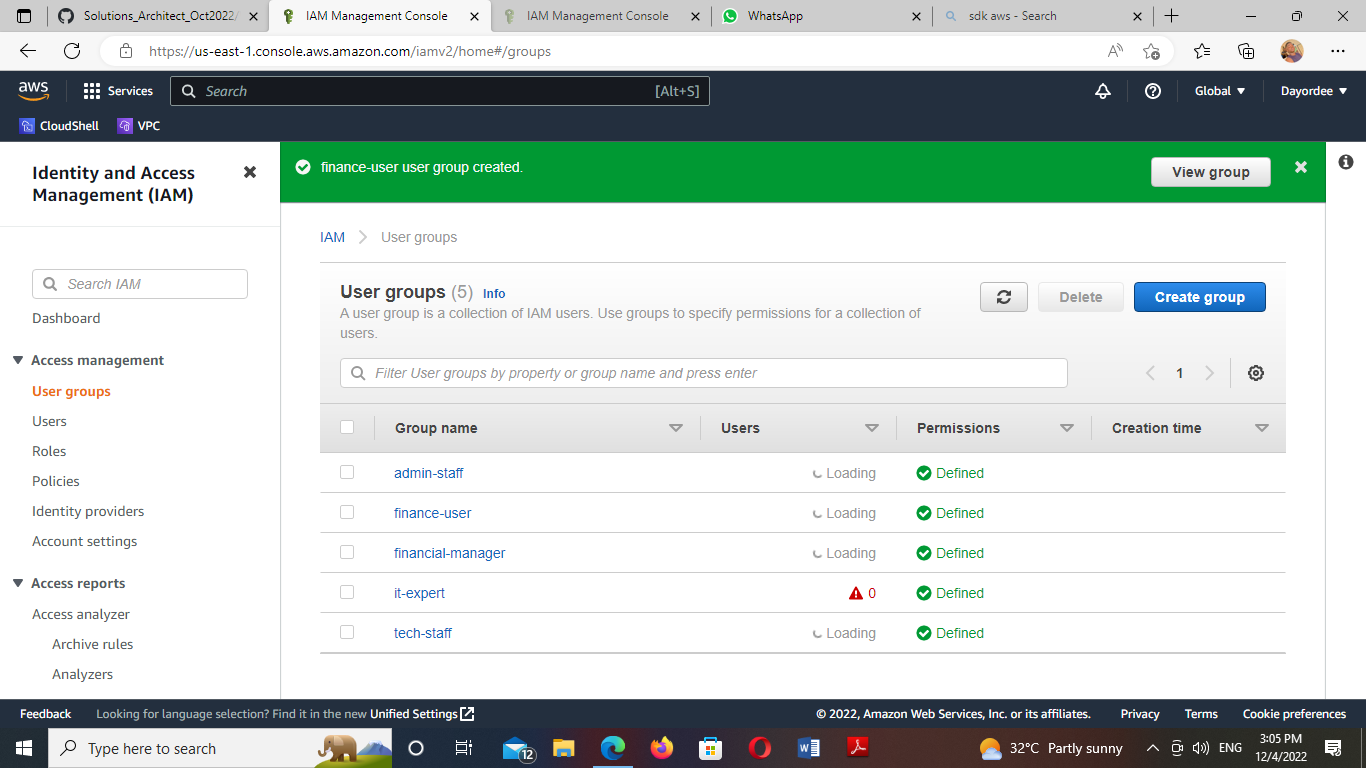 Solutions_Architect_Oct2022/
IAM Management Console
IAM Management Console
WhatsApp
sdk aws - Search
https://us-east-1.console.aws.amazon.com/iamv2/home#/groups
aws
Services
Search
[Alt+S]
Global
Dayordee
CloudShell
VPC
Identity and Access
Management (IAM)
Search IAM
Dashboard
Access management
User groups
Users
Roles
Policies
Identity providers
Account settings
Access reports
Access analyzer
Archive rules
Analyzers
finance-user user group created.
View group
IAM
User groups
User groups (5) Info
A user group is a collection of IAM users. Use groups to specify permissions for a collection of
users.
Delete
Create group
Filter User groups by property or group name and press enter
1
Group name Users Permissions Creation time
admin-staff Loading Defined
finance-user Loading Defined
financial-manager Loading Defined
it-expert 0 Defined
tech-staff Loading Defined
Feedback
Looking for language selection? Find it in the new Unified Settings
© 2022, Amazon Web Services, Inc. or its affiliates.
Privacy
Terms
Cookie preferences
Type here to search
12
32°C Partly sunny
ENG
3:05 PM
12/4/2022